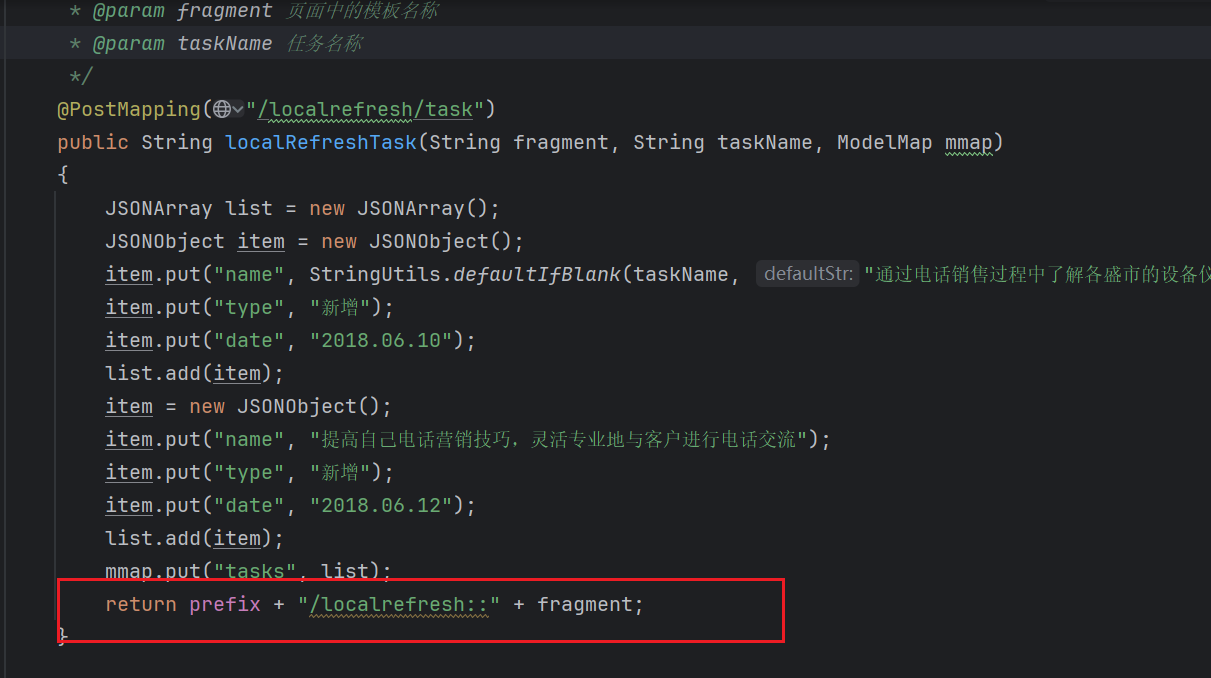 * @param fragment 页面中的模板名称
* @param taskName 任务名称
*/
@PostMapping("/localrefresh/task")
public String localRefreshTask(String fragment, String taskName, ModelMap mmap)
{
JSONArray list = new JSONArray();
JSONObject item = new JSONObject();
item.put("name", StringUtils.defaultIfBlank(taskName, defaultStr: "通过电话销售过程中了解各盛市的设备仪
item.put("type", "新增");
item.put("date", "2018.06.10");
list.add(item);
item = new JSONObject();
item.put("name", "提高自己电话营销技巧，灵活专业地与客户进行电话交流");
item.put("type", "新增");
item.put("date", "2018.06.12");
list.add(item);
mmap.put("tasks", list);
return prefix + "/localrefresh::" + fragment;
}